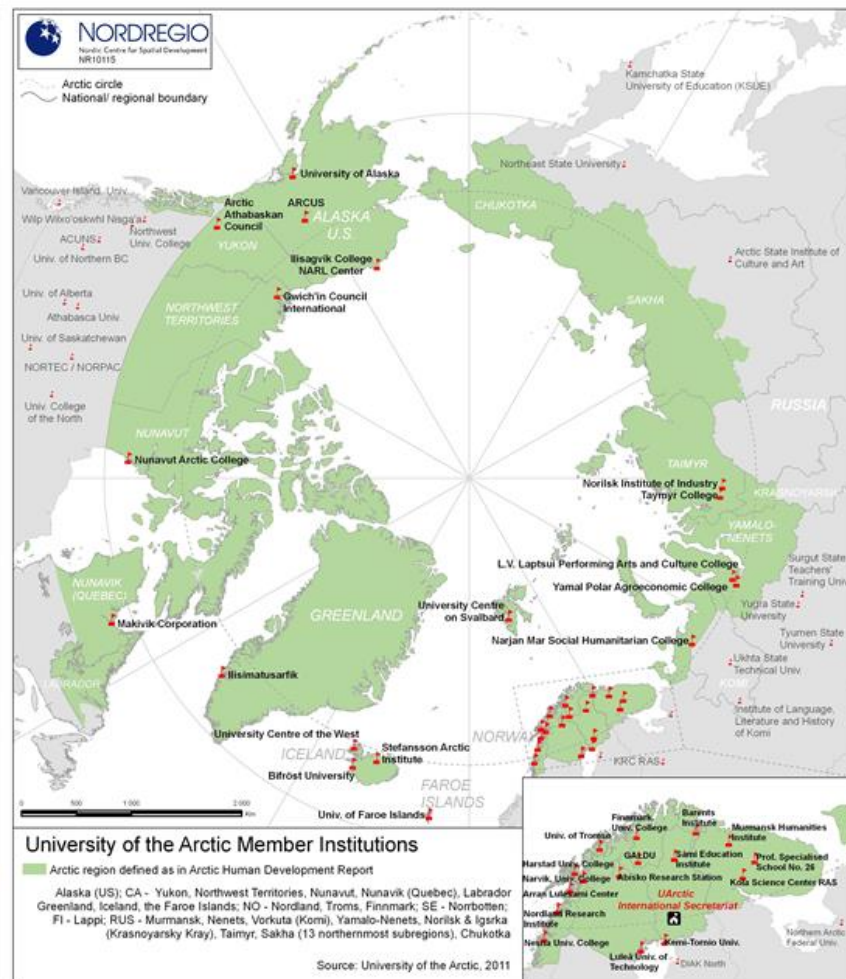 NORDREGIO
Nordic Centre for Spatial Development
NR10115
Arctic circle
National/ regional boundary
Kamchatka State
University of Education (KSUE)
Northeast State University
University of Alaska
Vancouver Island. Univ.
Arctic
Athabaskan
Council
ARCUS
ALASKA
U.S.
CHUKOTKA
Wilp Wilxo'oskwhl Nisga'a
Northwest
Univ. College
ACUNS
Univ. of Northern BC
YUKON
Ilisagvik College
NARL Center
Arctic State Institute of
Culture and Art
Univ. of Alberta
Athabasca Univ.
Gwich'in Council
International
NORTHWEST
TERRITORIES
SAKHA
Univ. of Saskatchewan
NORTEC / NORPAC
Univ. College
of the North
RUSSIA
NUNAVUT
Nunavut Arctic College
TAIMYR
Norilsk Institute of Industry
Taymyr College
KRASNOYARSK
YAMALO-
NENETS
L.V. Laptsui Performing Arts and Culture College
Yamal Polar Agroeconomic College
Surgut State
Teachers'
Training Univ
NUNAVIK
(QUEBEC)
Makivik Corporation
GREENLAND
University Centre
on Svalbard
Yugra State
University
Narjan Mar Social Humanitarian College
Tyumen State
University
Ukhta State
Technical Univ.
LABRADOR
Ilisimatusarfik
KOMI
Institute of Language,
Literature and History
of Komi
University Centre of the West
ICELAND
Stefansson Arctic
Institute
Bifröst University
NORWAY
KRC RAS
FAROE
ISLANDS
Univ. of Faroe Islands
0 500 1 000 2 000
Km
University of the Arctic Member Institutions
Arctic region defined as in Arctic Human Development Report
Alaska (US); CA - Yukon, Northwest Territories, Nunavut, Nunavik (Quebec), Labrador
Greenland, Iceland, the Faroe Islands; NO - Nordland, Troms, Finnmark; SE - Norrbotten;
FI - Lappi; RUS - Murmansk, Nenets, Vorkuta (Komi), Yamalo-Nenets, Norilsk & Igsrka
(Krasnoyarsky Kray), Taimyr, Sakha (13 northernmost subregions), Chukotka
Source: University of the Arctic, 2011
Finnmark.
Univ. College
Barents
Institute
Univ. of Tromsø
Murmansk Humanities
Institute
Harstad Univ. College
GALDU
Sámi Education
Institute
Prof. Specialised
School No. 26
Narvik. Univ. College
Abisko Research Station
Kola Science Center RAS
Arran Lulesami Center
UArctic
International Secretariat
Nordland Research
Institute
Nesna Univ. College
Kemi-Tornio Univ.
Luleå Univ. of
Technology
DIAK North
Northern Arctic
Federal Univ.